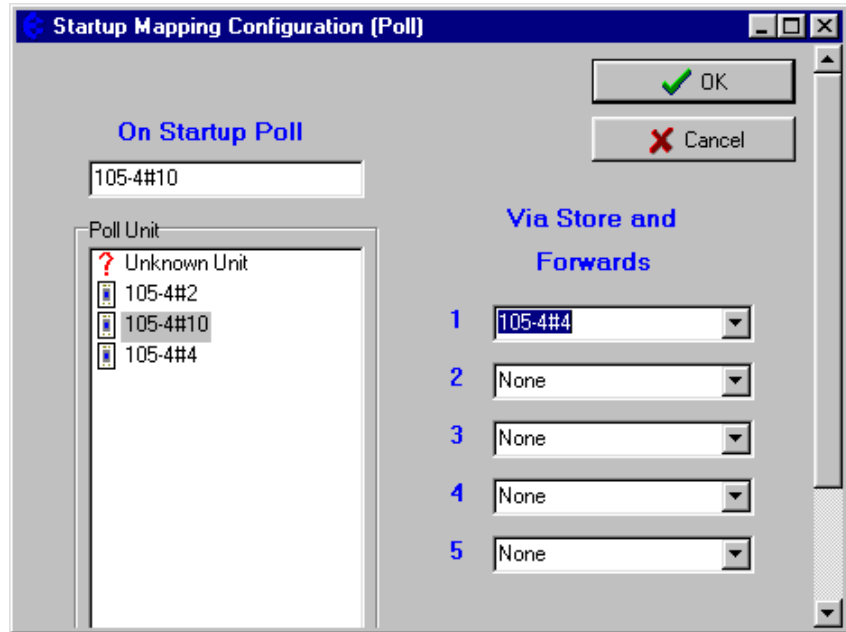 Startup Mapping Configuration (Poll)
OK
On Startup Poll
Cancel
105-4#10
Via Store and
Forwards
Poll Unit
? Unknown Unit
105-4#2
105-4#10
105-4#4
1 105-4#4
2 None
3 None
4 None
5 None